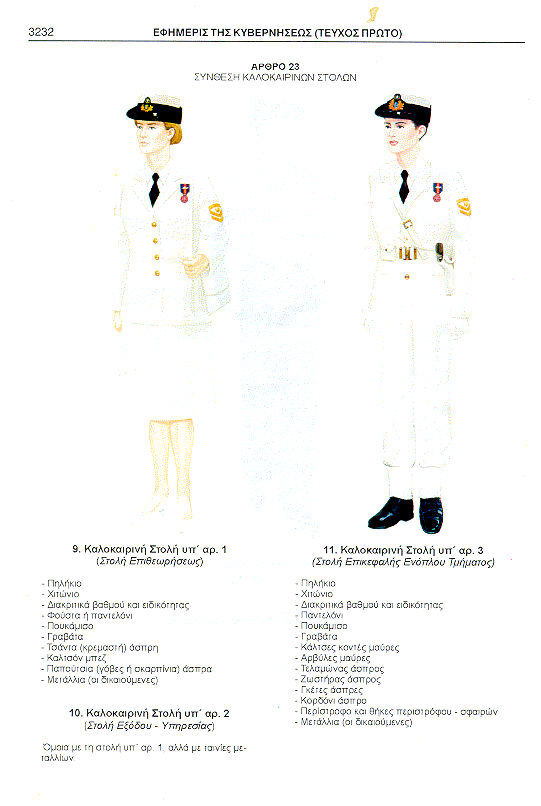 3232
ΕΦΗΜΕΡΙΣ ΤΗΣ ΚΥΒΕΡΝΗΣΕΩΣ (ΤΕΥΧΟΣ ΠΡΩΤΟ)
ΑΡΘΡΟ 23
ΣΥΝΘΕΣΗ ΚΑΛΟΚΑΙΡΙΝΩΝ ΣΤΟΛΩΝ
9. Καλοκαιρινή Στολή υπ΄ αρ. 1
(Στολή Επιθεωρήσεως)
- Πηλήκιο
- Χιτώνιο
- Διακριτικά βαθμού και ειδικότητας
- Φούστα ή παντελόνι
- Πουκάμισο
- Γραβάτα
- Τσάντα (κρεμαστή) άσπρη
- Καλτσόν μπεζ
- Παπούτσια (γόβες ή σκαρπίνια) άσπρα
- Μετάλλια (οι δικαιούμενες)
10. Καλοκαιρινή Στολή υπ΄ αρ. 2
(Στολή Εξόδου - Υπηρεσίας)
Όμοια με τη στολή υπ΄ αρ. 1, αλλά με ταινίες με-
ταλλίων.
11. Καλοκαιρινή Στολή υπ΄ αρ. 3
(Στολή Επικεφαλής Ενόπλου Τμήματος)
- Πηλήκιο
- Χιτώνιο
- Διακριτικά βαθμού και ειδικότητας
- Παντελόνι
- Πουκάμισο
- Γραβάτα
- Κάλτσες κοντές μαύρες
- Αρβύλες μαύρες
- Τελαμώνας άσπρος
- Ζωστήρας άσπρος
- Γκέτες άσπρες
- Κορδόνι άσπρο
- Περίστροφο και θήκες περιστρόφου - σφαιρών
- Μετάλλια (οι δικαιούμενες)